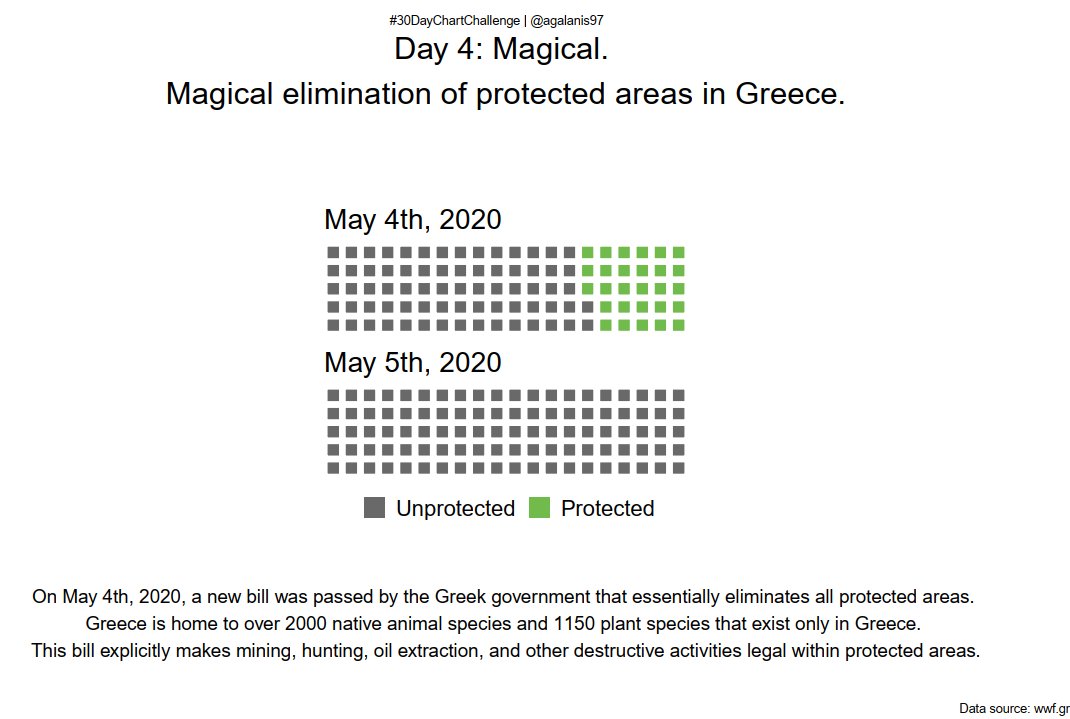 #30DayChartChallenge | @agalanis97
Day 4: Magical.
Magical elimination of protected areas in Greece.
May 4th, 2020
May 5th, 2020
Unprotected Protected
On May 4th, 2020, a new bill was passed by the Greek government that essentially eliminates all protected areas.
Greece is home to over 2000 native animal species and 1150 plant species that exist only in Greece.
This bill explicitly makes mining, hunting, oil extraction, and other destructive activities legal within protected areas.
Data source: wwf.gr